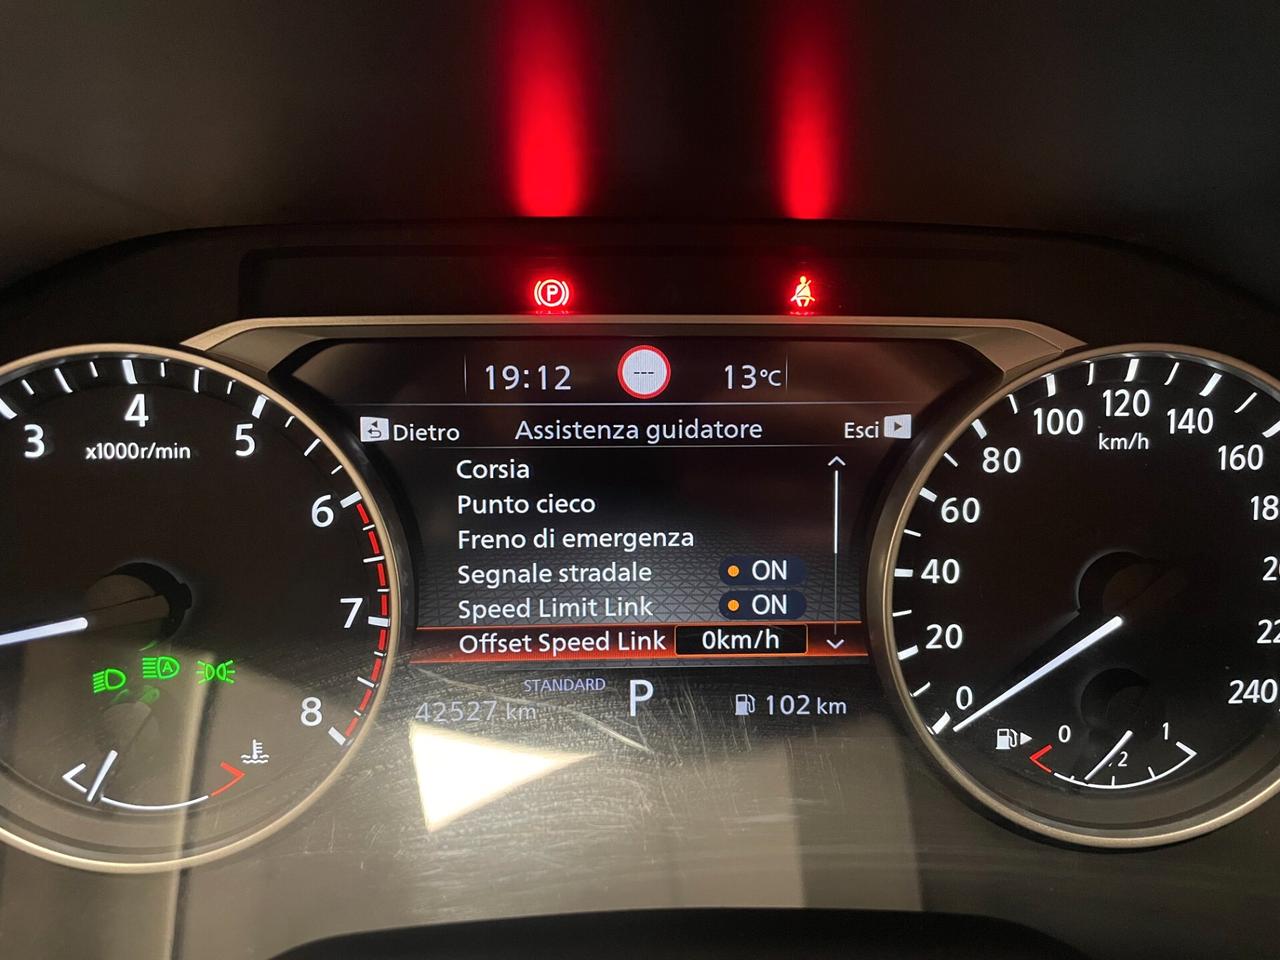 19:12 --- 13°C
Dietro Assistenza guidatore Esci
Corsia
Punto cieco
Freno di emergenza
Segnale stradale ON
Speed Limit Link ON
Offset Speed Link 0km/h
STANDARD P
42527 km 102 km
3 4 5 6 7 8
x1000r/min
A
P
0 20 40 60 80 100 120 140 160
km/h
240
0 1/2 1